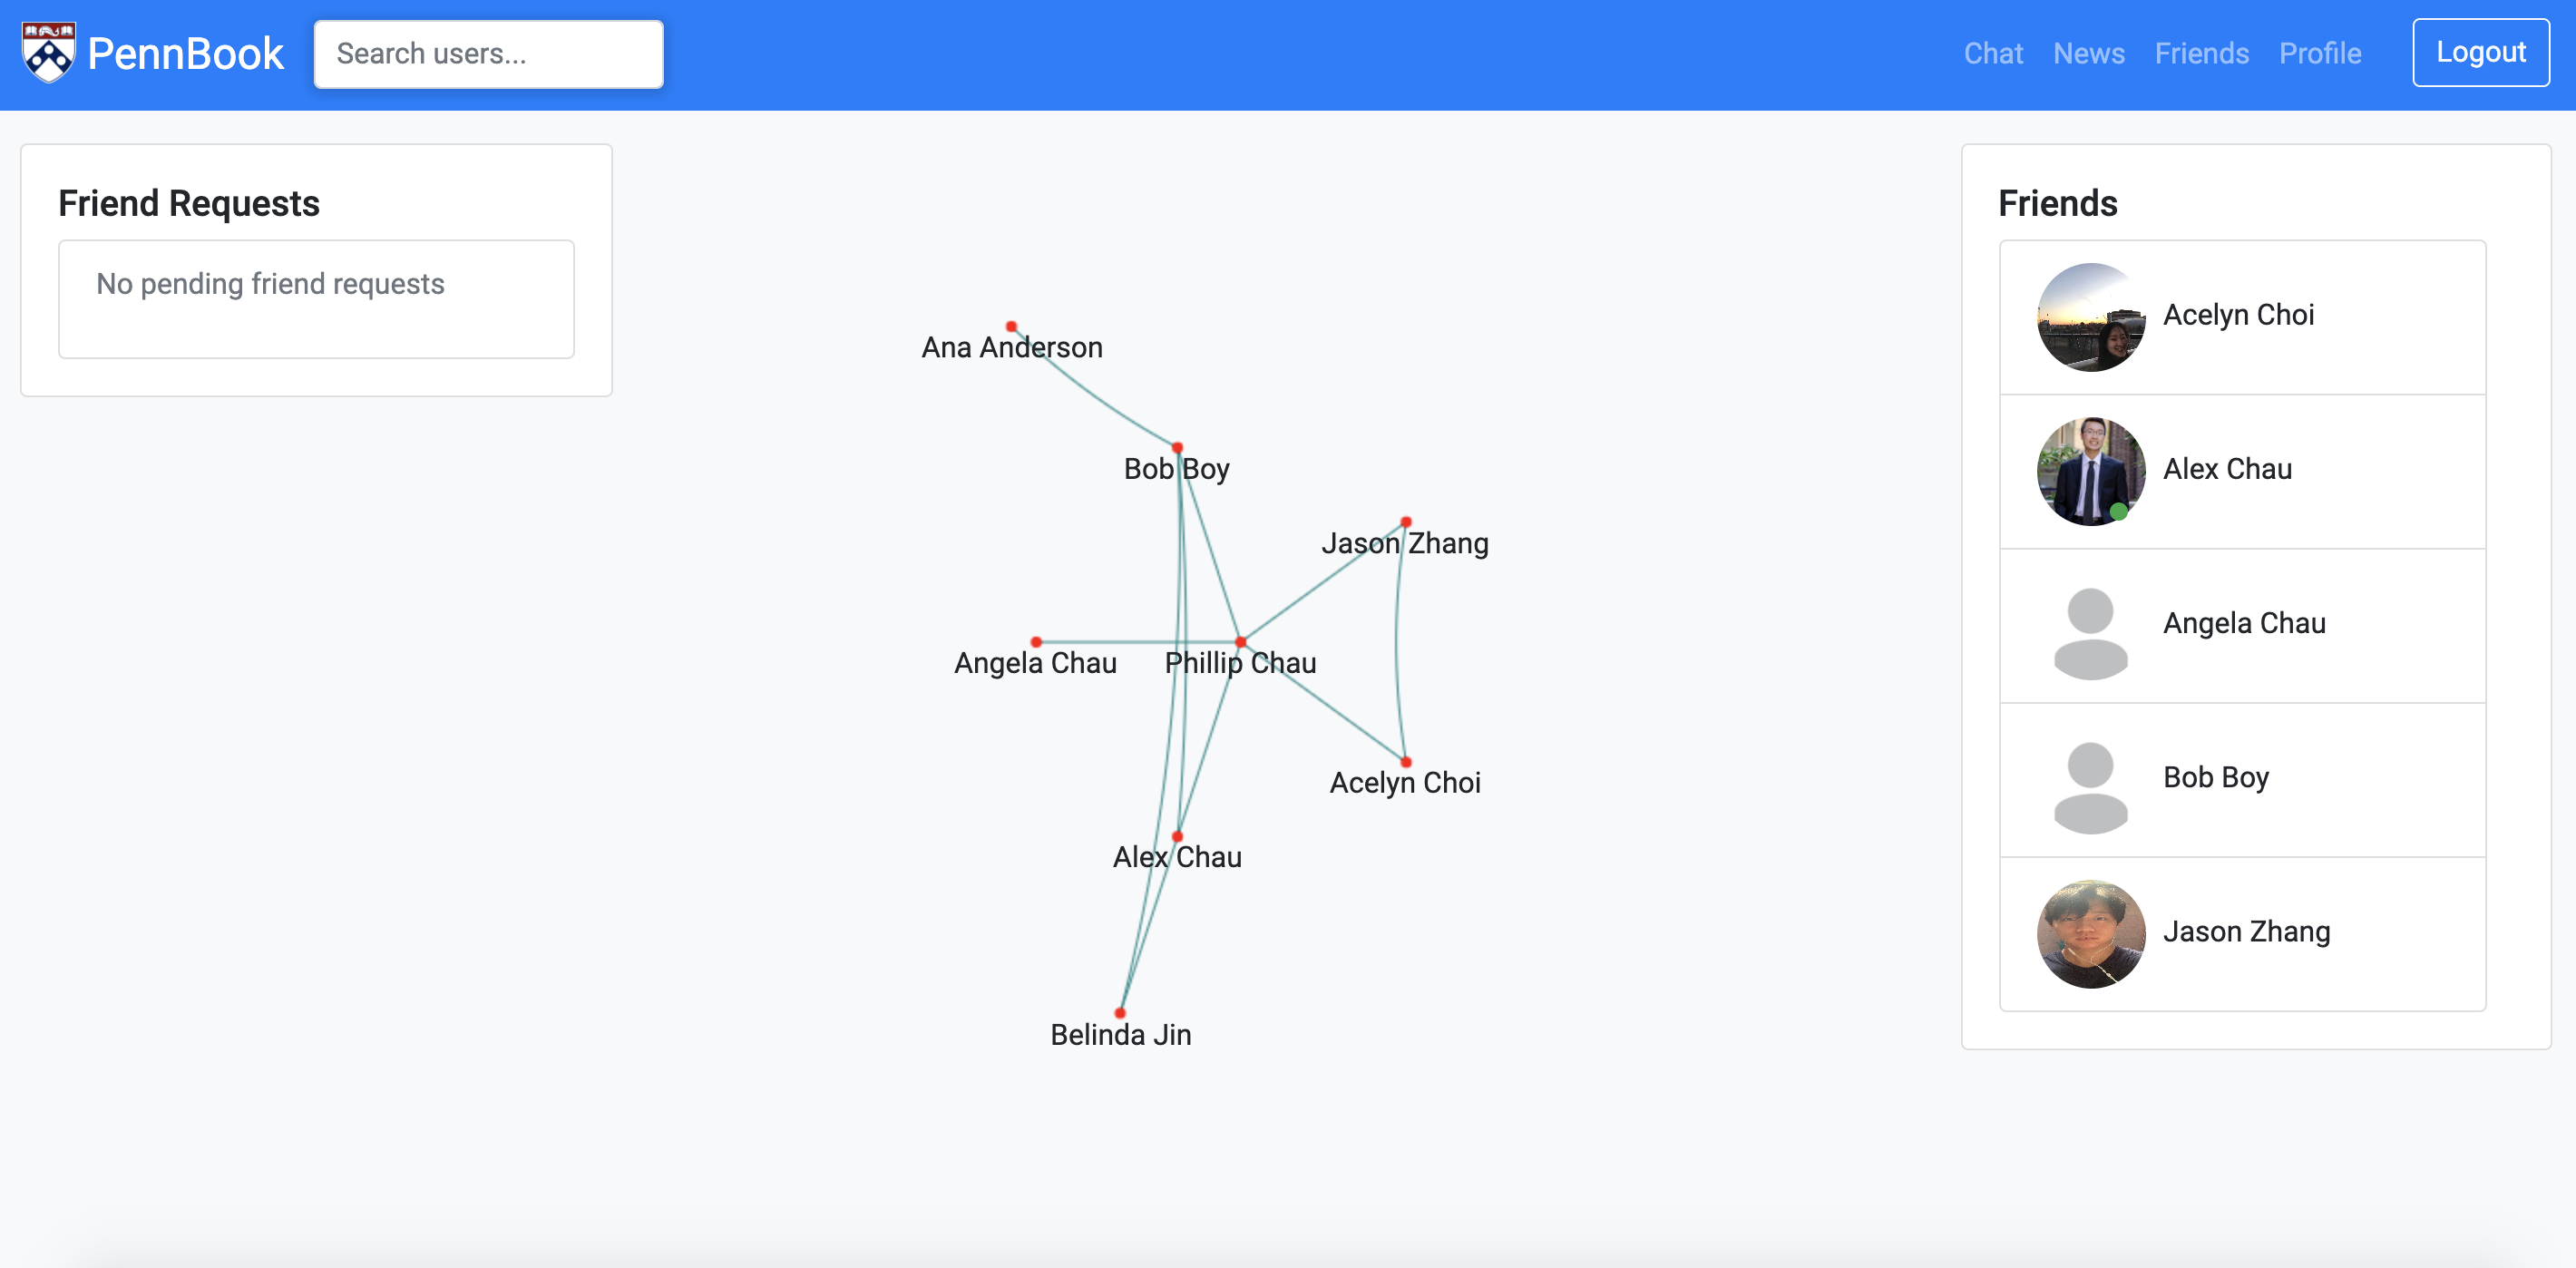 PennBook
Search users...
Chat
News
Friends
Profile
Logout
Friend Requests
No pending friend requests
Ana Anderson
Bob Boy
Jason Zhang
Angela Chau
Phillip Chau
Acelyn Choi
Alex Chau
Belinda Jin
Friends
Acelyn Choi
Alex Chau
Angela Chau
Bob Boy
Jason Zhang